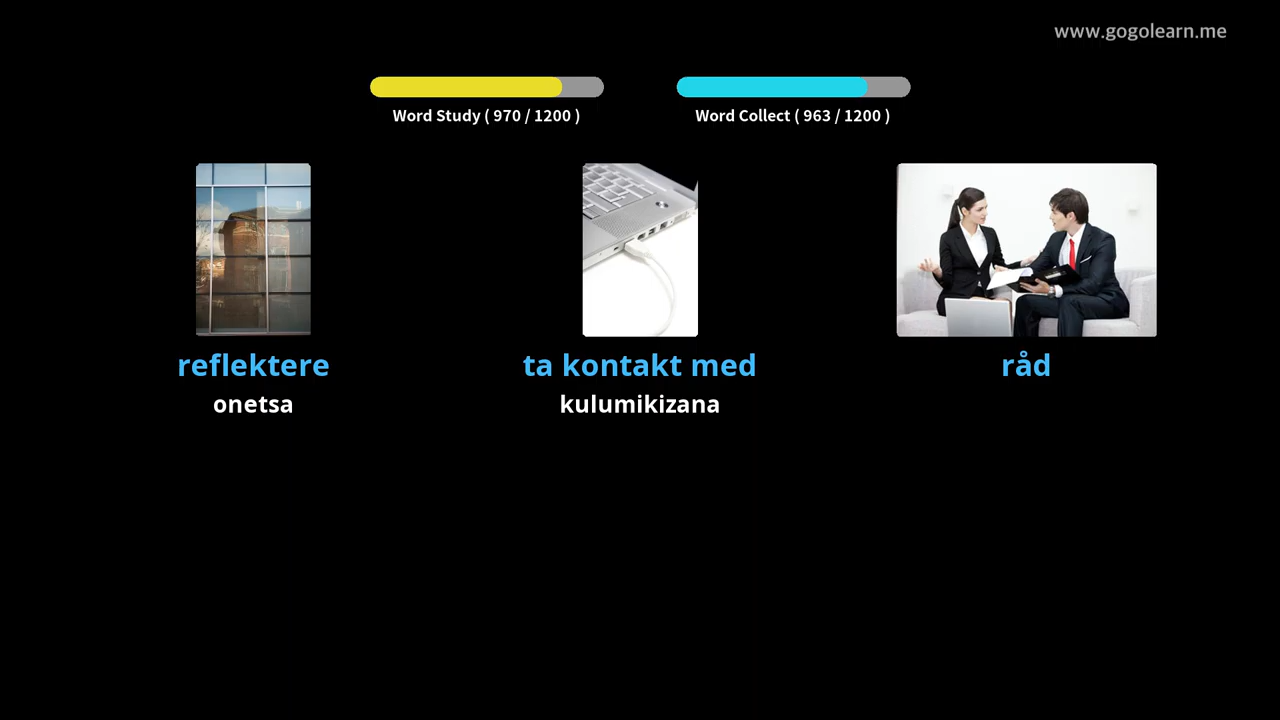 www.gogolearn.me
Word Study ( 970 / 1200 )
Word Collect ( 963 / 1200 )
reflektere
onetsa
ta kontakt med
kulumikizana
råd